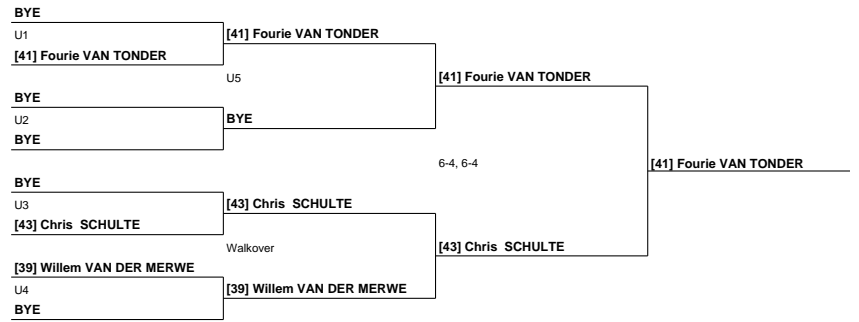 BYE
U1
[41] Fourie VAN TONDER
[41] Fourie VAN TONDER
U5
[41] Fourie VAN TONDER
BYE
U2
BYE
BYE
6-4, 6-4
[41] Fourie VAN TONDER
BYE
U3
[43] Chris  SCHULTE
[43] Chris  SCHULTE
Walkover
[43] Chris  SCHULTE
[39] Willem VAN DER MERWE
U4
[39] Willem VAN DER MERWE
BYE